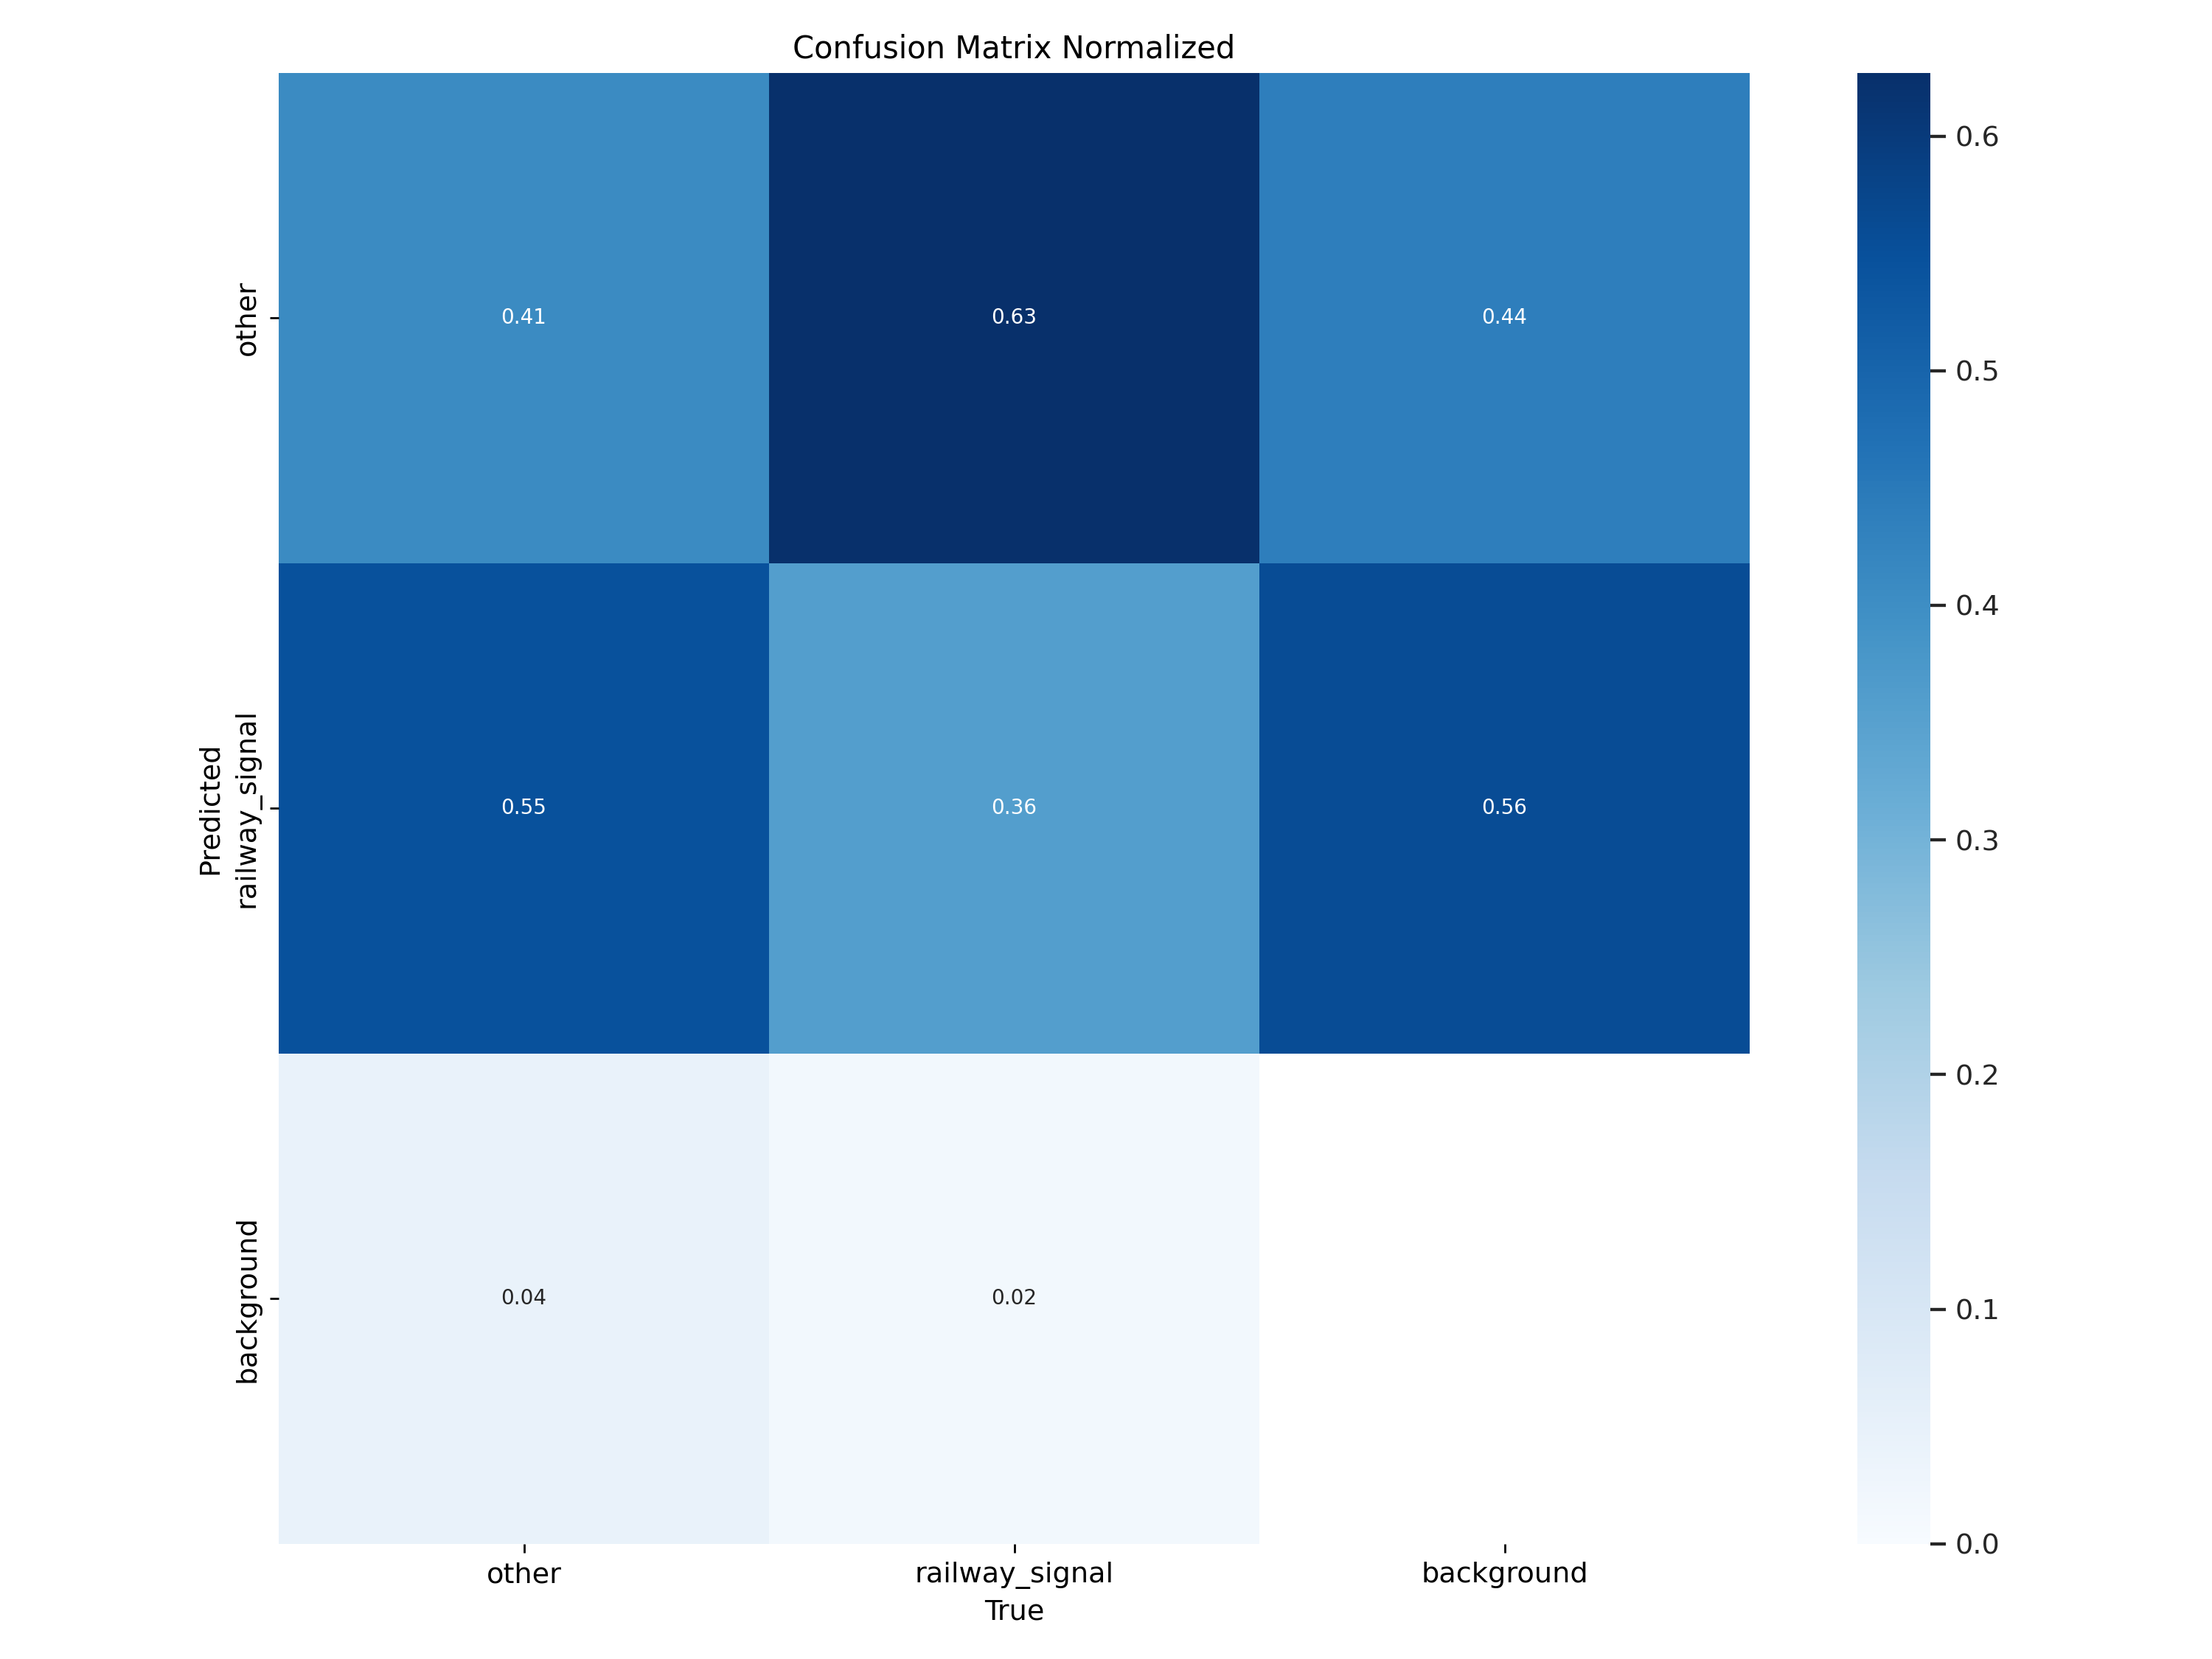 Confusion Matrix Normalized
other
0.41
0.63
0.44
Predicted
railway_signal
0.55
0.36
0.56
background
0.04
0.02
other
railway_signal
background
True
0.6
0.5
0.4
0.3
0.2
0.1
0.0